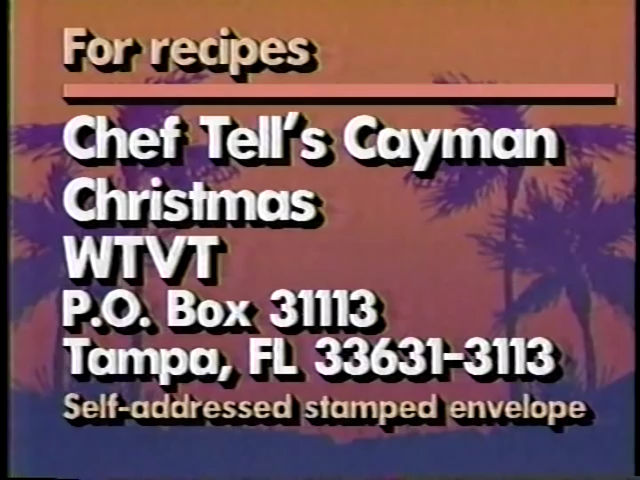 For recipes
Chef Tell's Cayman
Christmas
WTVT
P.O. Box 31113
Tampa, FL 33631-3113
Self-addressed stamped envelope